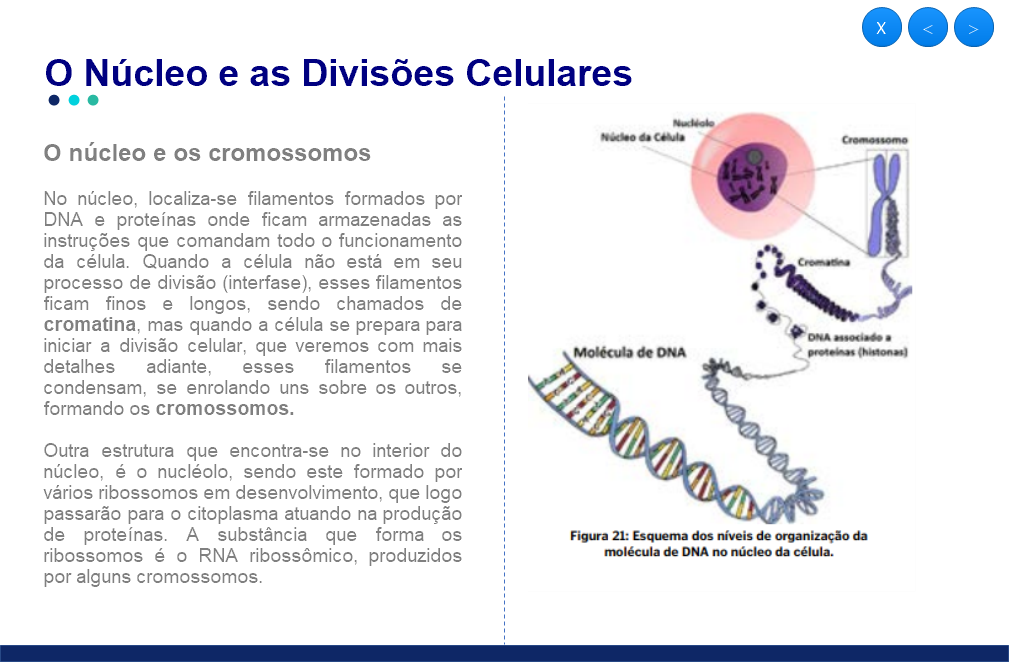 X < >
O Núcleo e as Divisões Celulares
O núcleo e os cromossomos
No núcleo, localiza-se filamentos formados por
DNA e proteínas onde ficam armazenadas as
instruções que comandam todo o funcionamento
da célula. Quando a célula não está em seu
processo de divisão (interfase), esses filamentos
ficam finos e longos, sendo chamados de
cromatina, mas quando a célula se prepara para
iniciar a divisão celular, que veremos com mais
detalhes adiante, esses filamentos se
condensam, se enrolando uns sobre os outros,
formando os cromossomos.
Outra estrutura que encontra-se no interior do
núcleo, é o nucléolo, sendo este formado por
vários ribossomos em desenvolvimento, que logo
passarão para o citoplasma atuando na produção
de proteínas. A substância que forma os
ribossomos é o RNA ribossômico, produzidos
por alguns cromossomos.
Nucléolo
Núcleo da Célula
Cromossomo
Cromatina
DNA associado a
proteínas (histonas)
Molécula de DNA
Figura 21: Esquema dos níveis de organização da
molécula de DNA no núcleo da célula.